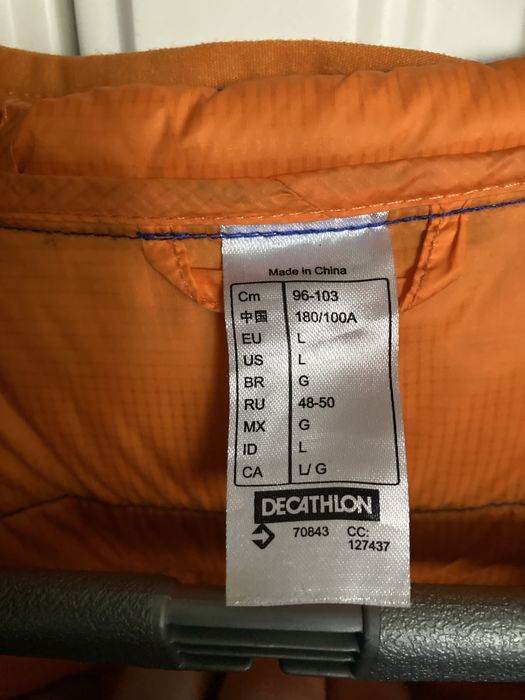 Made in China
Cm 96-103
中国 180/100A
EU L
US L
BR G
RU 48-50
MX G
ID L
CA L/ G
DECATHLON
70843 CC:
127437